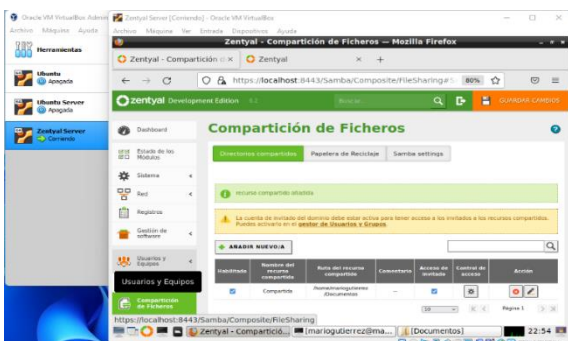 Oracle VM VirtualBox Admin
Archivo Máquina Ayuda
Herramientas
Ubuntu
Apagada
Ubuntu Server
Apagada
Zentyal Server
Corriendo
Zentyal Server [Corriendo] - Oracle VM VirtualBox
Archivo Máquina Ver Entrada Dispositivos Ayuda
Zentyal - Compartición de Ficheros — Mozilla Firefox
Zentyal - Compartición
Zentyal
https://localhost:8443/Samba/Composite/FileSharing#S
80%
zentyal Development Edition
Buscar...
GUARDAR CAMBIOS
Dashboard
Estado de los
Módulos
Sistema
Red
Registros
Gestión de
software
Usuarios y
Equipos
Usuarios y Equipos
Compartición
de Ficheros
Compartición de Ficheros
Directorios compartidos Papelera de Reciclaje Samba settings
recurso compartido añadida
La cuenta de invitado del dominio debe estar activa para tener acceso a los invitados a los recursos compartidos.
Puedes activarla en el gestor de Usuarios y Grupos.
AÑADIR NUEVO/A
Habilitado Nombre del recurso compartido Ruta del recurso compartido Comentario Acceso de invitado Control de acceso Acción
Compartida /home/mariogutierrez/Documentos --
10
Página 1
https://localhost:8443/Samba/Composite/FileSharing
Zentyal - Compartició...
[mariogutierrez@ma...
[Documentos]
22:54